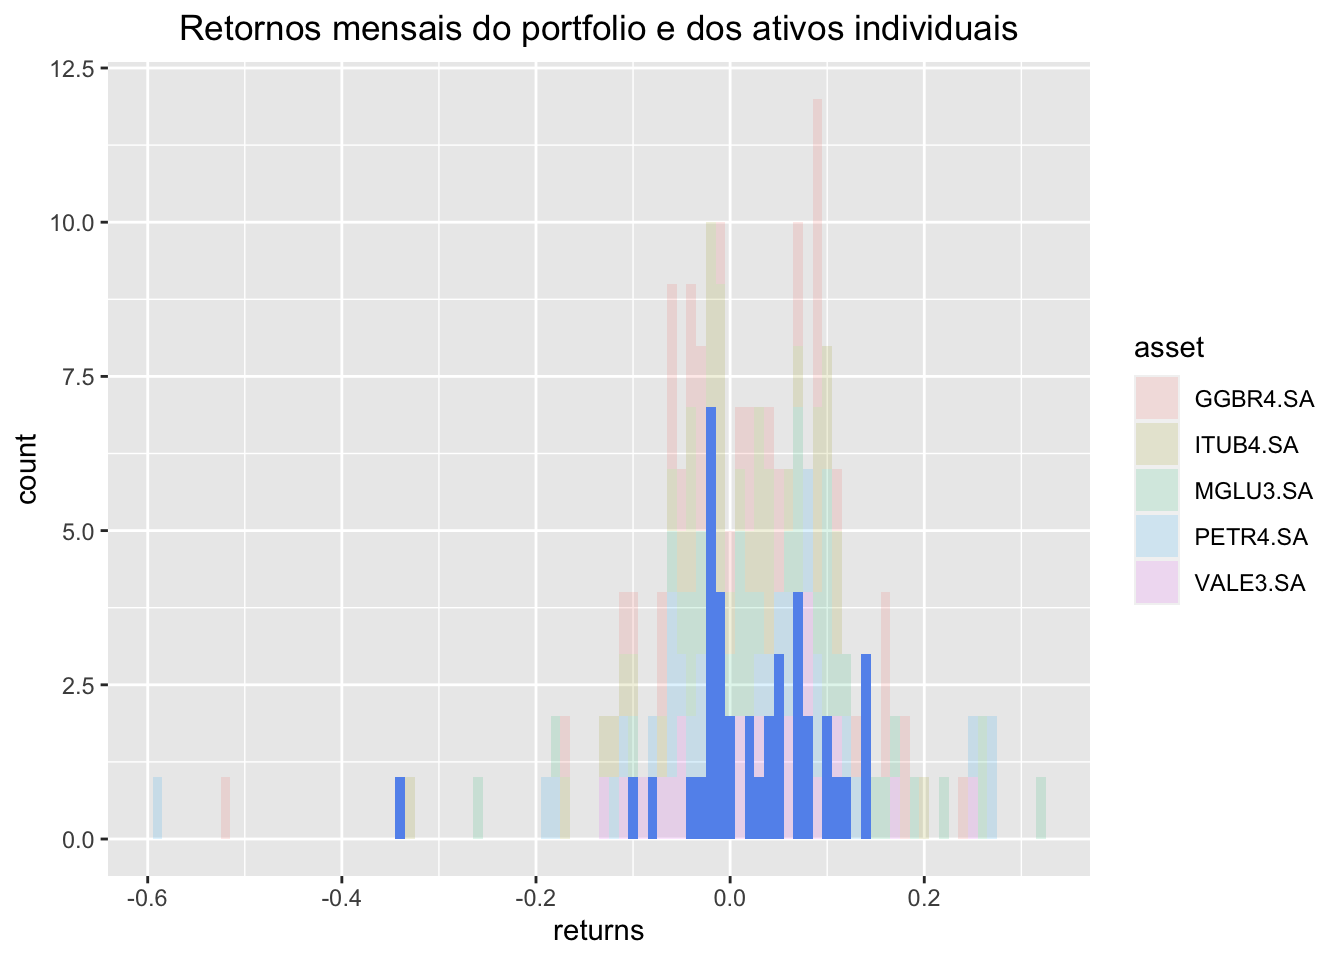 Retornos mensais do portfolio e dos ativos individuais
12.5
10.0
7.5
5.0
2.5
0.0
count
-0.6
-0.4
-0.2
0.0
0.2
returns
asset
GGBR4.SA
ITUB4.SA
MGLU3.SA
PETR4.SA
VALE3.SA